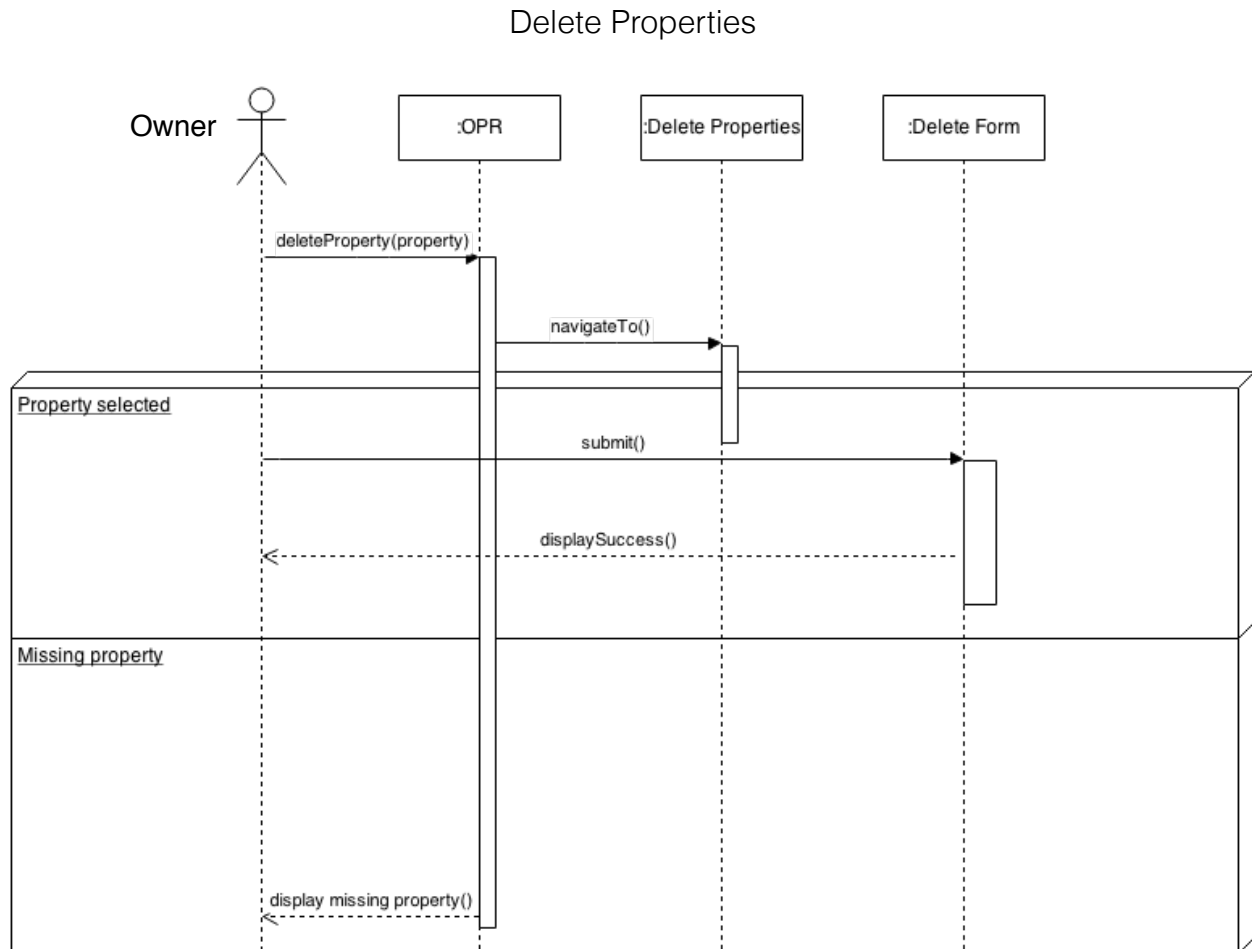 Delete Properties
Owner
:OPR
:Delete Properties
:Delete Form
deleteProperty(property)
navigateTo()
Property selected
submit()
displaySuccess()
Missing property
display missing property()